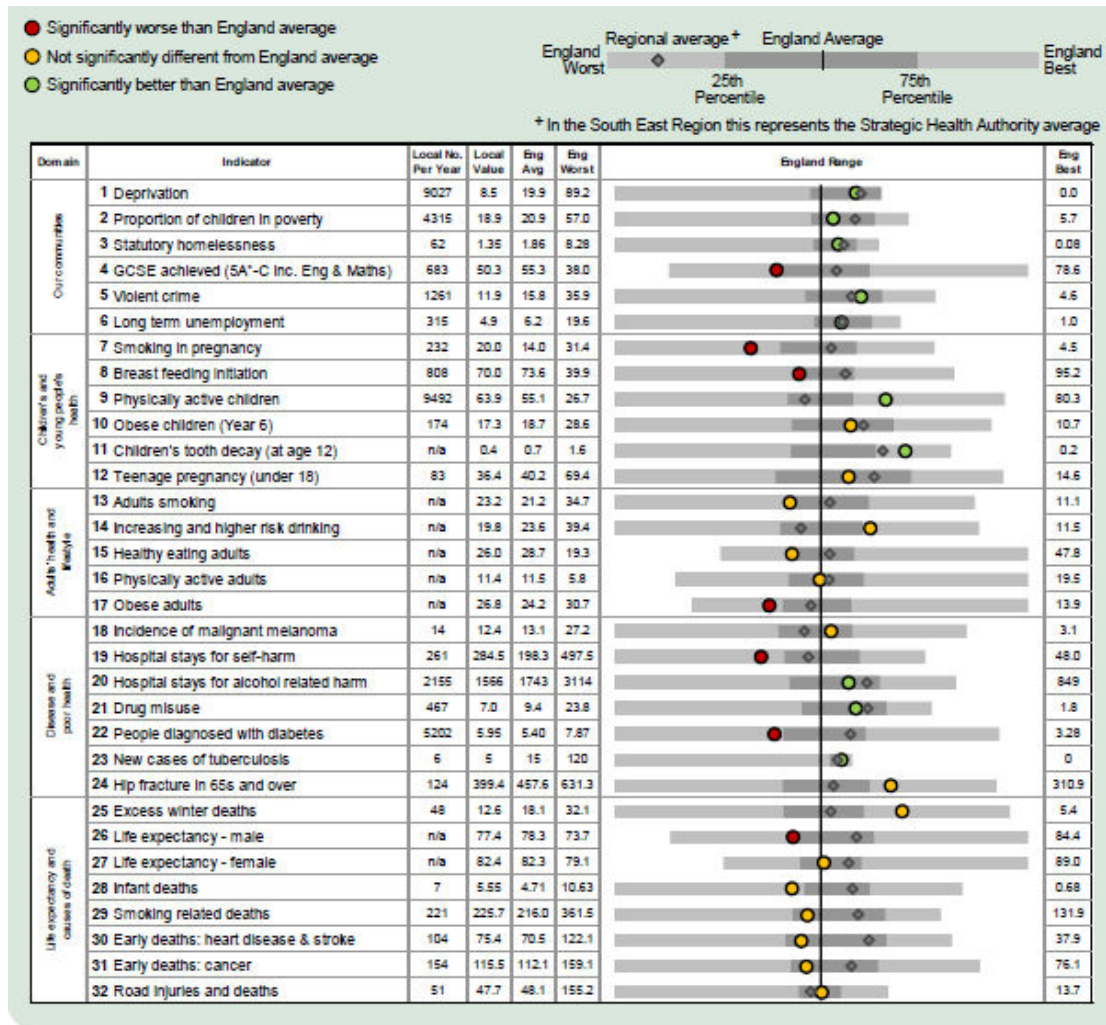 Significantly worse than England average
Not significantly different from England average
Significantly better than England average
Regional average+ England Average
England Worst England Best
25th Percentile 75th Percentile
+ In the South East Region this represents the Strategic Health Authority average
Domain Indicator Local No. Per Year Local Value Eng Avg Eng Worst England Range Eng Best
Our communities
1 Deprivation 9027 8.5 19.9 89.2 0.0
2 Proportion of children in poverty 4315 18.9 20.9 57.0 5.7
3 Statutory homelessness 62 1.35 1.86 8.28 0.08
4 GCSE achieved (5A*-C inc. Eng & Maths) 683 50.3 55.3 38.0 78.6
5 Violent crime 1261 11.9 15.8 35.9 4.6
6 Long term unemployment 315 4.9 6.2 19.6 1.0
Children's and young people's health
7 Smoking in pregnancy 232 20.0 14.0 31.4 4.5
8 Breast feeding initiation 808 70.0 73.6 39.9 95.2
9 Physically active children 9492 63.9 55.1 26.7 80.3
10 Obese children (Year 6) 174 17.3 18.7 28.6 10.7
11 Children's tooth decay (at age 12) n/a 0.4 0.7 1.6 0.2
12 Teenage pregnancy (under 18) 83 36.4 40.2 69.4 14.6
Adults' health and lifestyle
13 Adults smoking n/a 23.2 21.2 34.7 11.1
14 Increasing and higher risk drinking n/a 19.8 23.6 39.4 11.5
15 Healthy eating adults n/a 26.0 28.7 19.3 47.8
16 Physically active adults n/a 11.4 11.5 5.8 19.5
17 Obese adults n/a 26.8 24.2 30.7 13.9
Disease and poor health
18 Incidence of malignant melanoma 14 12.4 13.1 27.2 3.1
19 Hospital stays for self-harm 261 284.5 198.3 497.5 48.0
20 Hospital stays for alcohol related harm 2155 1566 1743 3114 849
21 Drug misuse 467 7.0 9.4 23.8 1.8
22 People diagnosed with diabetes 5202 5.95 5.40 7.87 3.28
23 New cases of tuberculosis 6 5 15 120 0
24 Hip fracture in 65s and over 124 399.4 457.6 631.3 310.9
Life expectancy and causes of death
25 Excess winter deaths 48 12.6 18.1 32.1 5.4
26 Life expectancy - male n/a 77.4 78.3 73.7 84.4
27 Life expectancy - female n/a 82.4 82.3 79.1 89.0
28 Infant deaths 7 5.55 4.71 10.63 0.68
29 Smoking related deaths 221 225.7 216.0 361.5 131.9
30 Early deaths: heart disease & stroke 104 75.4 70.5 122.1 37.9
31 Early deaths: cancer 154 115.5 112.1 159.1 76.1
32 Road injuries and deaths 51 47.7 48.1 155.2 13.7